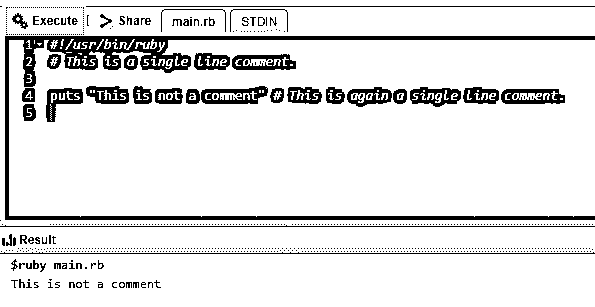 Execute Share main.rb STDIN
1 #!/usr/bin/ruby
2 # This is a single line comment.
3
4 puts "This is not a comment" # This is again a single line comment.
5
Result
$ruby main.rb
This is not a comment